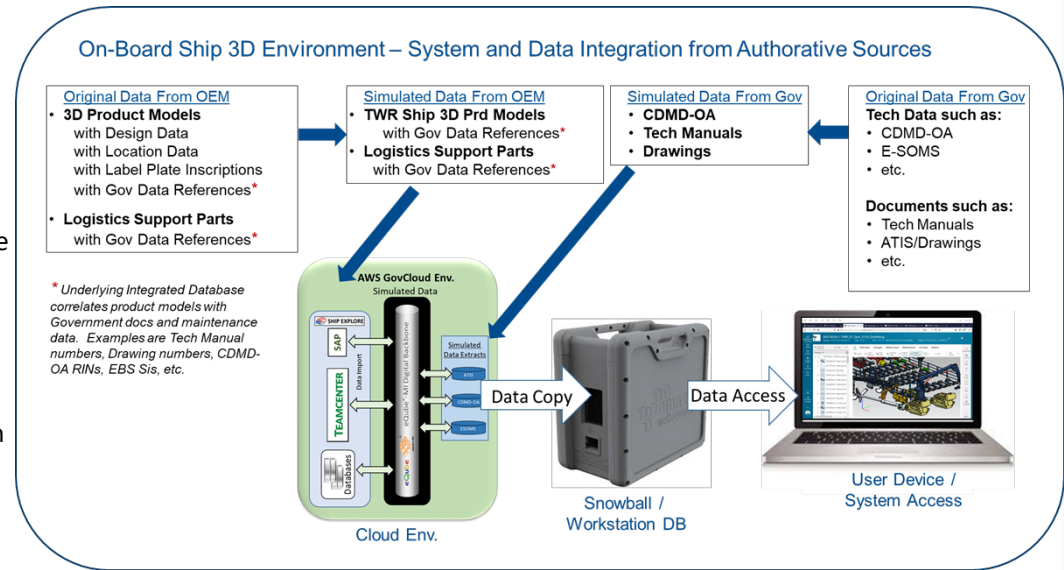 On-Board Ship 3D Environment – System and Data Integration from Authorative Sources
Original Data From OEM
• 3D Product Models
with Design Data
with Location Data
with Label Plate Inscriptions
with Gov Data References*
• Logistics Support Parts
with Gov Data References*
Simulated Data From OEM
• TWR Ship 3D Prd Models
with Gov Data References*
• Logistics Support Parts
with Gov Data References*
Simulated Data From Gov
• CDMD-OA
• Tech Manuals
• Drawings
Original Data From Gov
Tech Data such as:
• CDMD-OA
• E-SOMS
• etc.
Documents such as:
• Tech Manuals
• ATIS/Drawings
• etc.
e
n
* Underlying Integrated Database
correlates product models with
Government docs and maintenance
data. Examples are Tech Manual
numbers, Drawing numbers, CDMD-
OA RINs, EBS Sis, etc.
AWS GovCloud Env.
Simulated Data
SHIP EXPLORE
SAP
TEAMCENTER
Databases
Data Import
eQube®-MI Digital Backbone
eQube
Simulated
Data Extracts
ATIS
CDMD-OA
ESOMS
Cloud Env.
Data Copy
Snowball /
Workstation DB
Data Access
User Device /
System Access